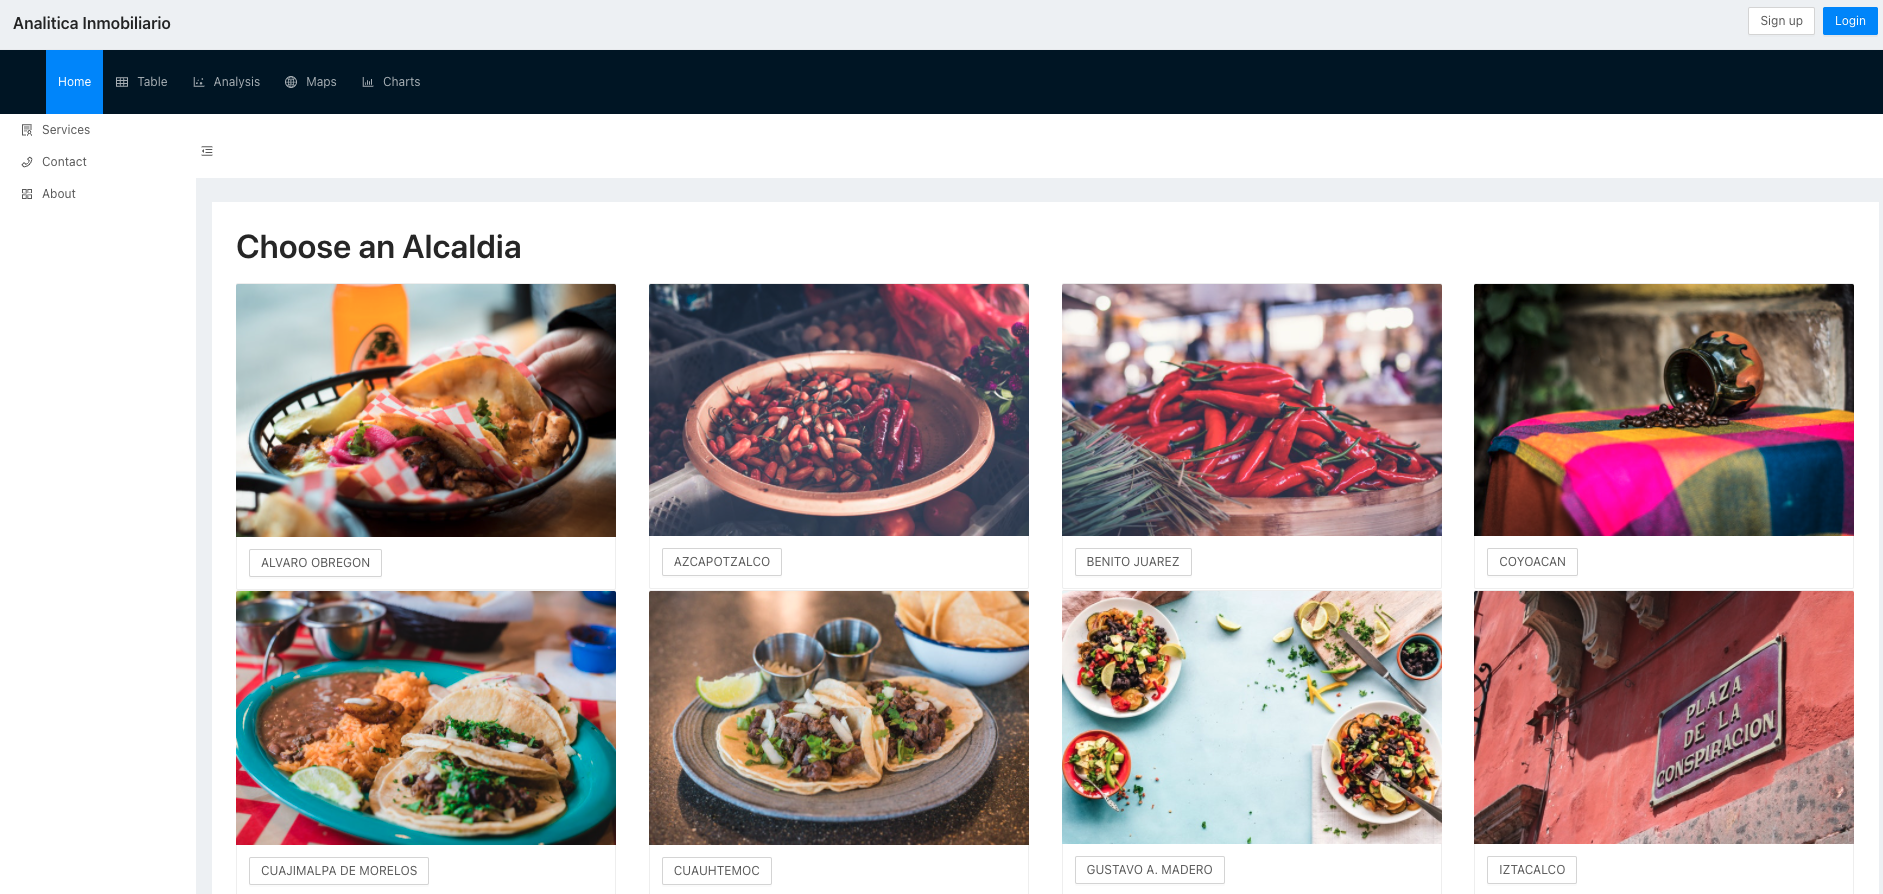 Analitica Inmobiliario
Sign up
Login
Home
Table
Analysis
Maps
Charts
Services
Contact
About
Choose an Alcaldia
ALVARO OBREGON
AZCAPOTZALCO
BENITO JUAREZ
COYOACAN
PLAZA
DE LA
CONSPIRACION
CUAJIMALPA DE MORELOS
CUAUHTEMOC
GUSTAVO A. MADERO
IZTACALCO